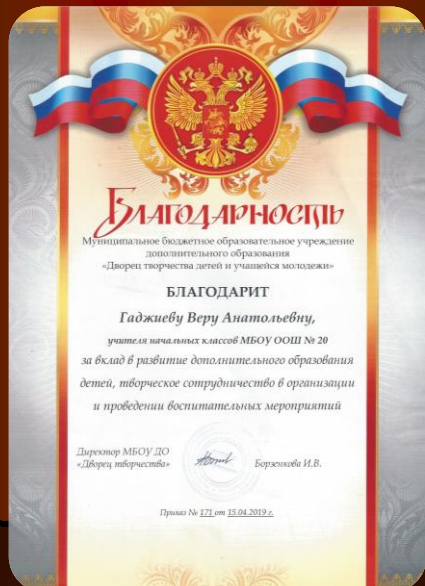 Благодарность
Муниципальное бюджетное образовательное учреждение
дополнительного образования
«Дворец творчества детей и учащейся молодежи»
БЛАГОДАРИТ
Гаджиеву Веру Анатольевну,
учителя начальных классов МБОУ ООШ № 20
за вклад в развитие дополнительного образования
детей, творческое сотрудничество в организации
и проведении воспитательных мероприятий
Директор МБОУ ДО
«Дворец творчества» Борзенкова И.В.
Приказ № 171 от 15.04.2019 г.